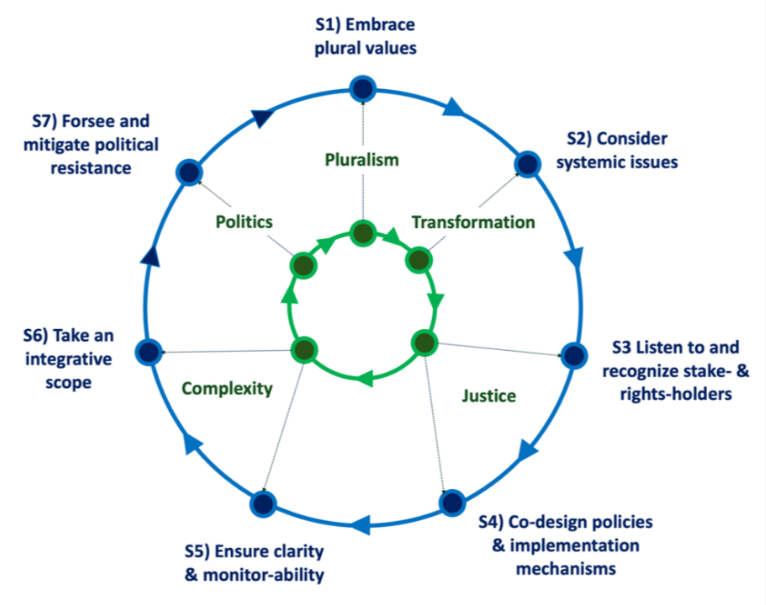 S1) Embrace
plural values
S7) Forsee and
mitigate political
resistance
S2) Consider
systemic issues
Pluralism
Politics
Transformation
S6) Take an
integrative
scope
S3 Listen to and
recognize stake- &
rights-holders
Complexity
Justice
S5) Ensure clarity
& monitor-ability
S4) Co-design policies
& implementation
mechanisms